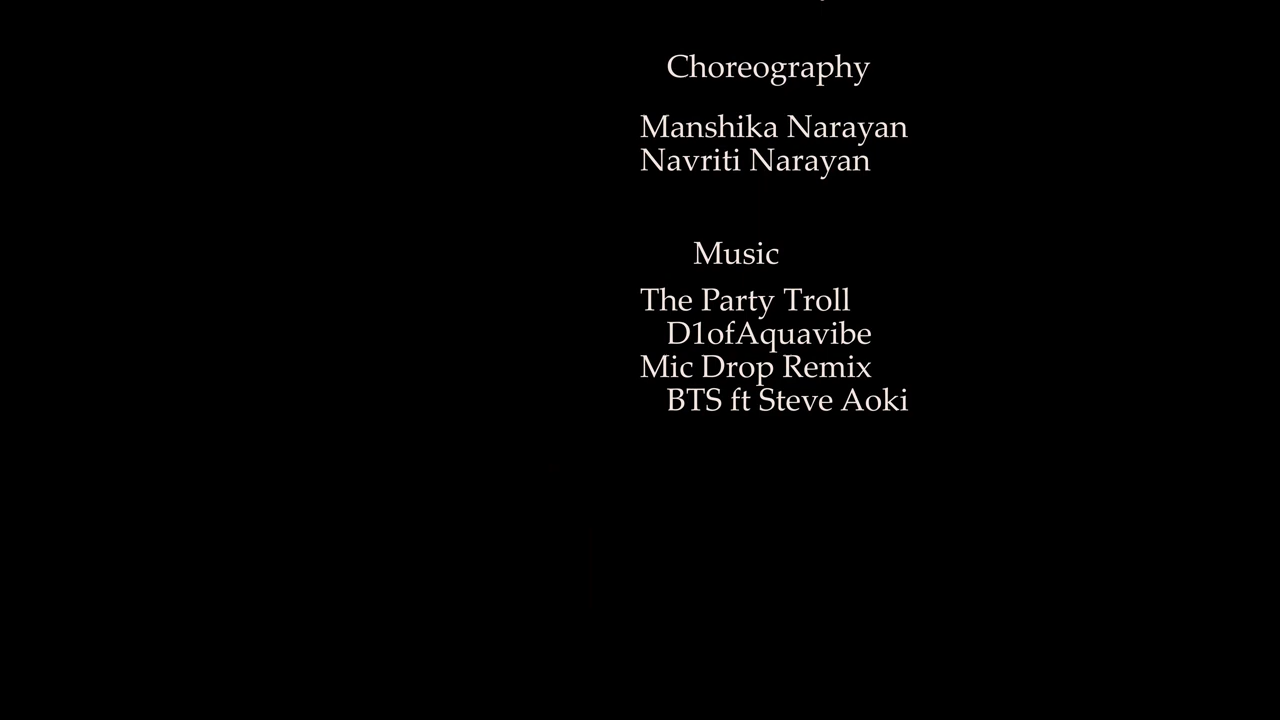 Choreography
Manshika Narayan
Navriti Narayan
Music
The Party Troll
D1ofAquavibe
Mic Drop Remix
BTS ft Steve Aoki